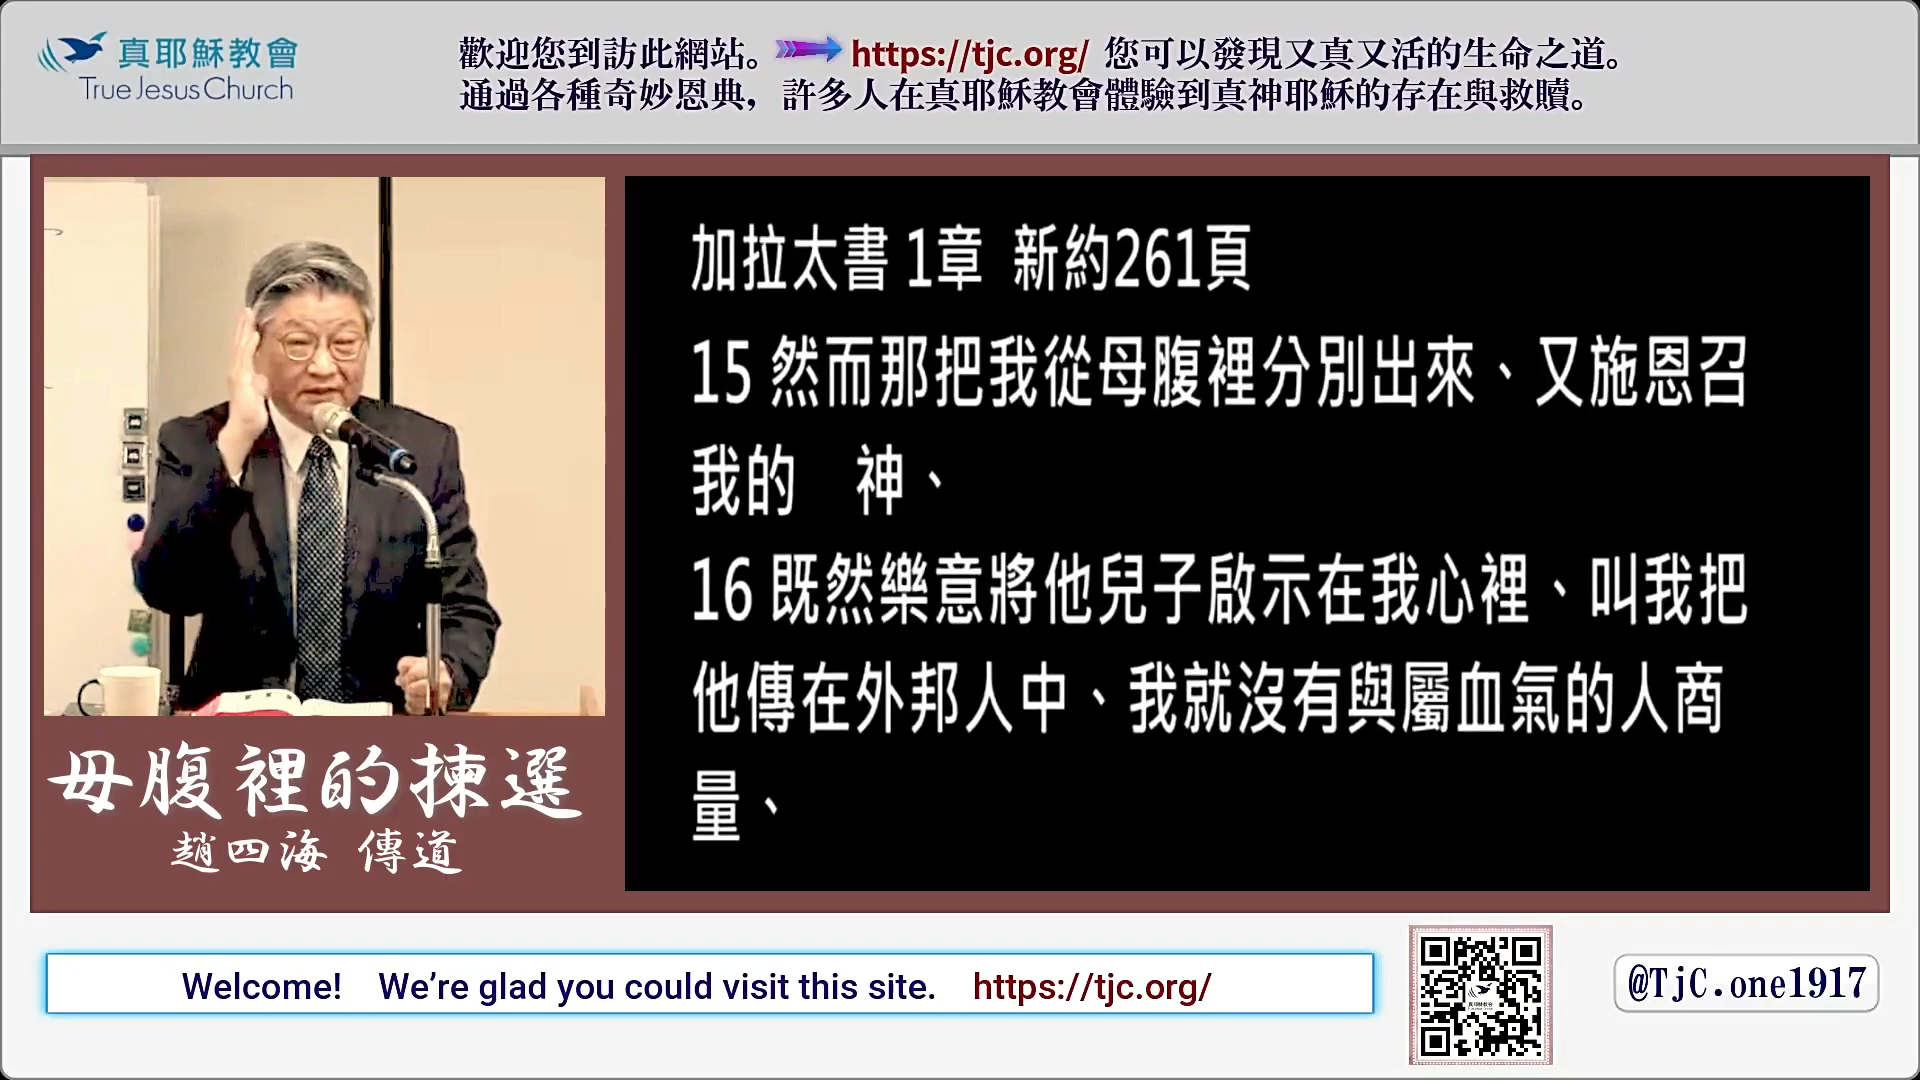 真耶穌教會
True Jesus Church
歡迎您到訪此網站。 https://tjc.org/ 您可以發現又真又活的生命之道。
通過各種奇妙恩典，許多人在真耶穌教會體驗到真神耶穌的存在與救贖。
加拉太書 1章 新約261頁
15 然而那把我從母腹裡分別出來、又施恩召
我的　神、
16 既然樂意將他兒子啟示在我心裡、叫我把
他傳在外邦人中、我就沒有與屬血氣的人商
量、
母腹裡的揀選
趙四海 傳道
Welcome! We’re glad you could visit this site. https://tjc.org/
真耶穌教會
@TjC.one1917